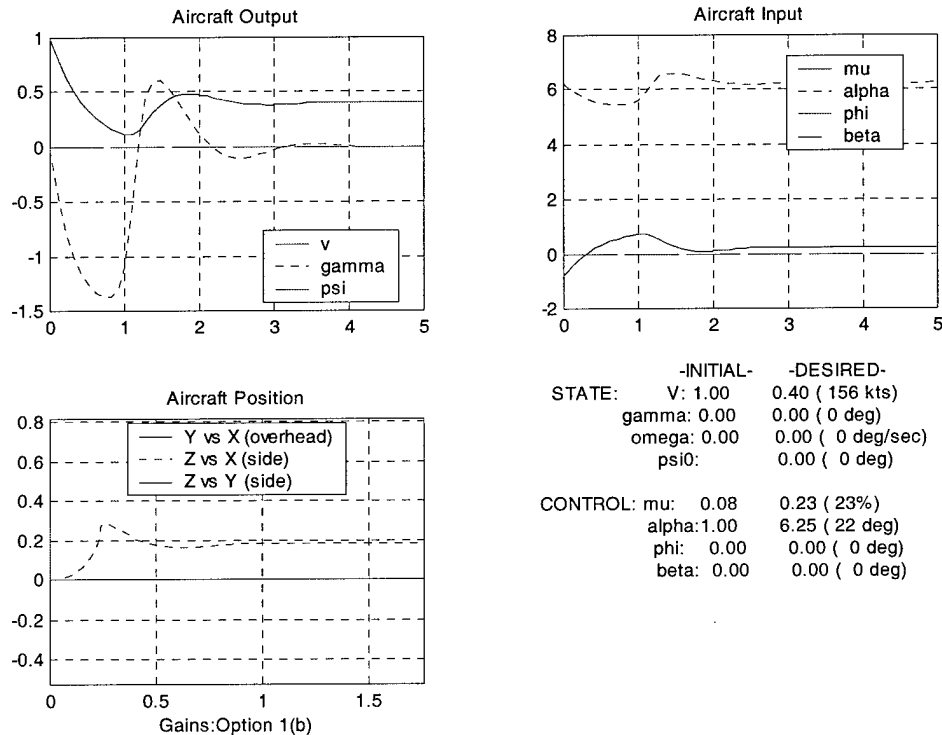 Aircraft Output
1
0.5
0
-0.5
-1
-1.5
0 1 2 3 4 5
v
gamma
psi
Aircraft Input
8
6
4
2
0
-2
0 1 2 3 4 5
mu
alpha
phi
beta
Aircraft Position
0.8
0.6
0.4
0.2
0
-0.2
-0.4
0 0.5 1 1.5
Y vs X (overhead)
Z vs X (side)
Z vs Y (side)
Gains:Option 1(b)
-INITIAL- -DESIRED-
STATE: V: 1.00 0.40 ( 156 kts)
gamma: 0.00 0.00 ( 0 deg)
omega: 0.00 0.00 ( 0 deg/sec)
psi0: 0.00 ( 0 deg)
CONTROL: mu: 0.08 0.23 ( 23%)
alpha:1.00 6.25 ( 22 deg)
phi: 0.00 0.00 ( 0 deg)
beta: 0.00 0.00 ( 0 deg)